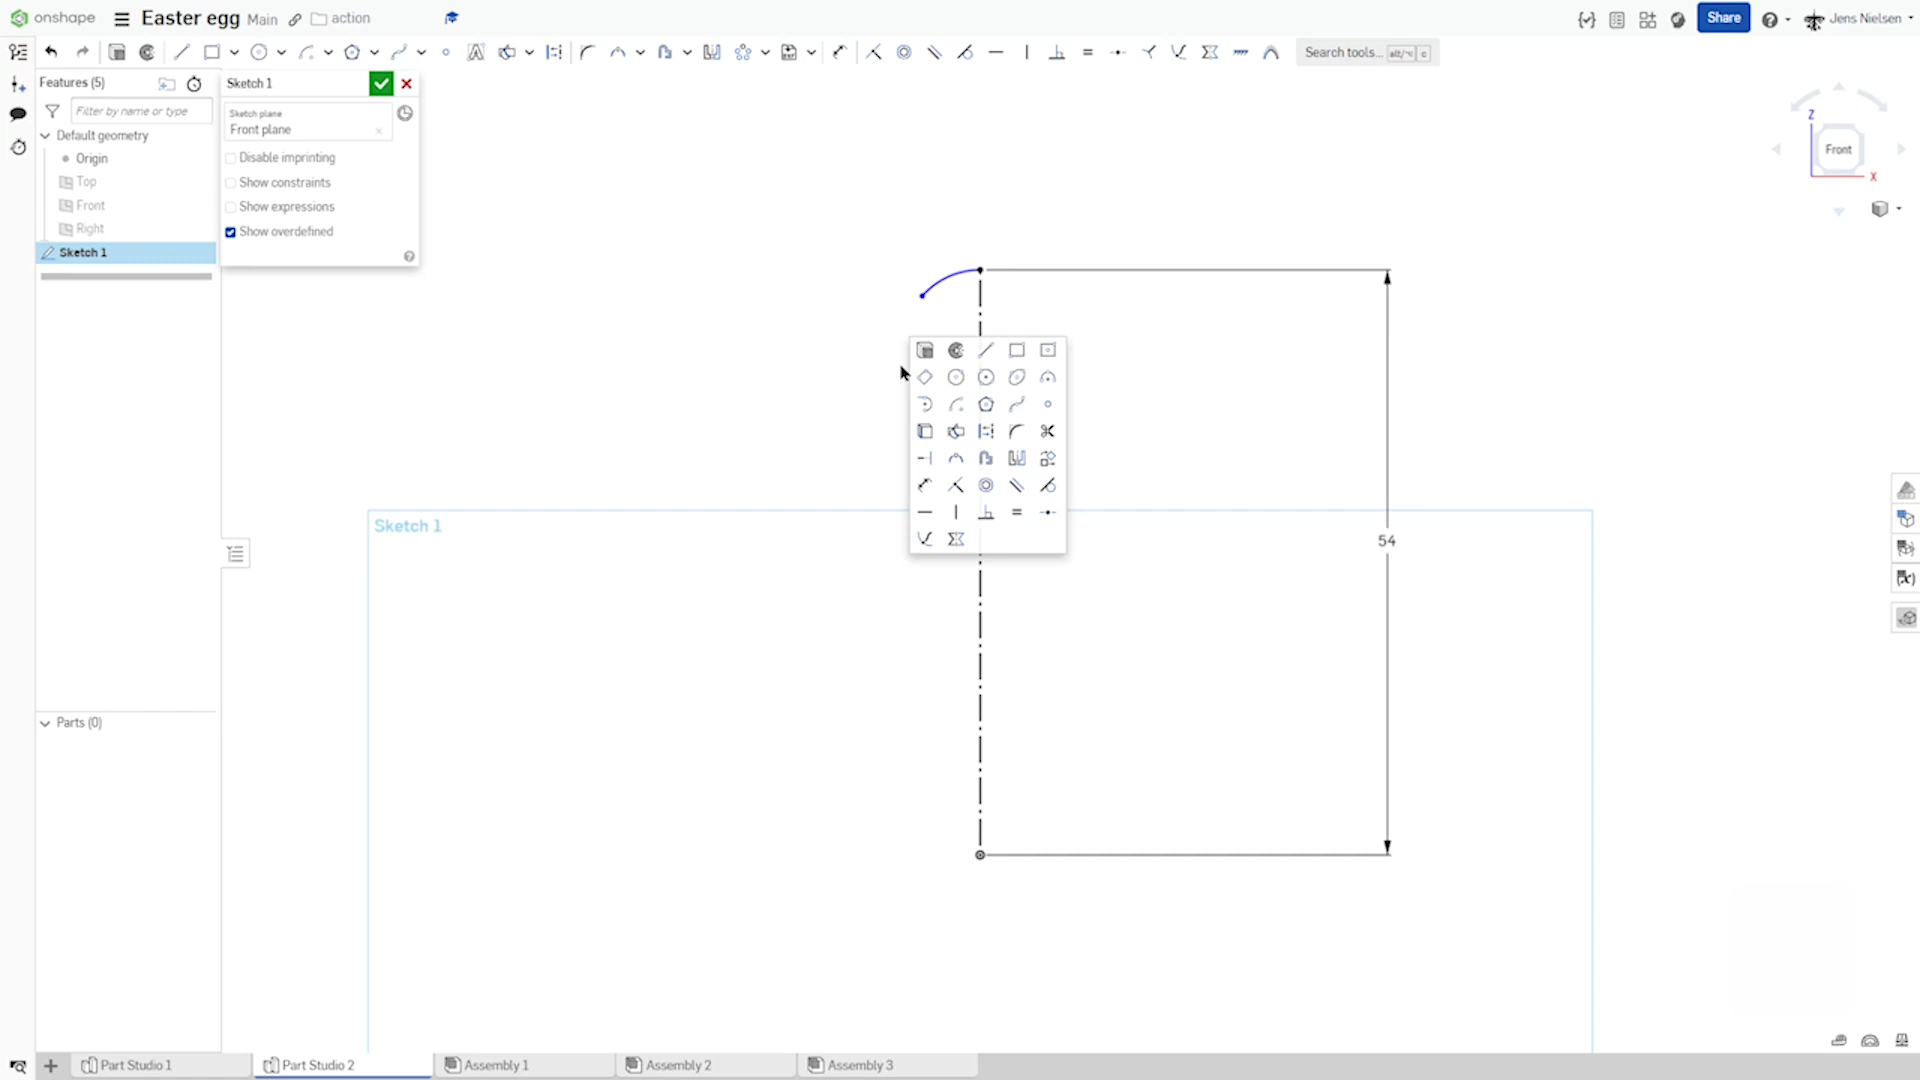 onshape Easter egg Main action Share Jens Nielsen
Search tools... alt/⌥ c
Features (5)
Filter by name or type
Default geometry
Origin
Top
Front
Right
Sketch 1
Parts (0)
Sketch 1
Sketch plane
Front plane
Disable imprinting
Show constraints
Show expressions
Show overdefined
Z
Front
X
Sketch 1
54
Part Studio 1 Part Studio 2 Assembly 1 Assembly 2 Assembly 3